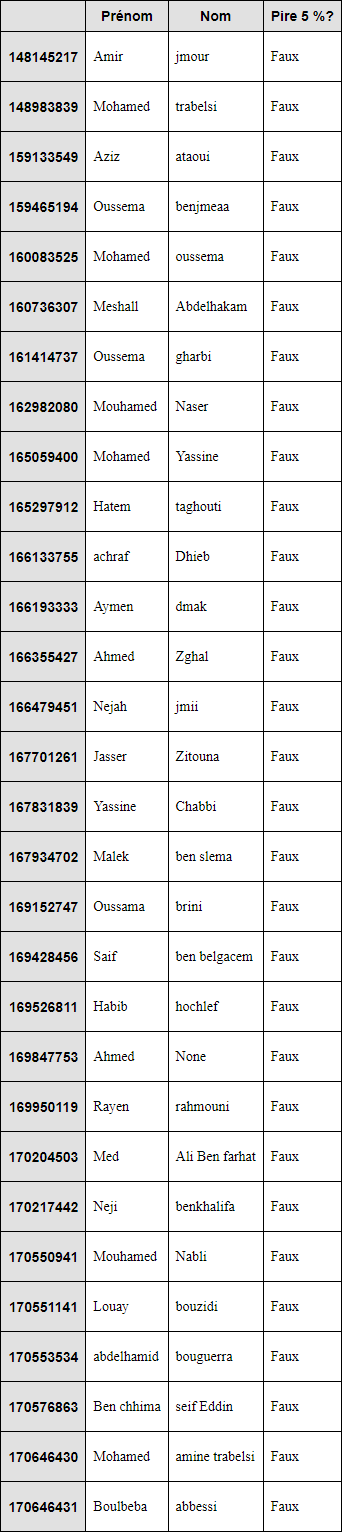 Prénom Nom Pire 5 %?
148145217 Amir jmour Faux
148983839 Mohamed trabelsi Faux
159133549 Aziz ataoui Faux
159465194 Oussema benjmeaa Faux
160083525 Mohamed oussema Faux
160736307 Meshall Abdelhakam Faux
161414737 Oussema gharbi Faux
162982080 Mouhamed Naser Faux
165059400 Mohamed Yassine Faux
165297912 Hatem taghouti Faux
166133755 achraf Dhieb Faux
166193333 Aymen dmak Faux
166355427 Ahmed Zghal Faux
166479451 Nejah jmii Faux
167701261 Jasser Zitouna Faux
167831839 Yassine Chabbi Faux
167934702 Malek ben slema Faux
169152747 Oussama brini Faux
169428456 Saif ben belgacem Faux
169526811 Habib hochlef Faux
169847753 Ahmed None Faux
169950119 Rayen rahmouni Faux
170204503 Med Ali Ben farhat Faux
170217442 Neji benkhalifa Faux
170550941 Mouhamed Nabli Faux
170551141 Louay bouzidi Faux
170553534 abdelhamid bouguerra Faux
170576863 Ben chhima seif Eddin Faux
170646430 Mohamed amine trabelsi Faux
170646431 Boulbeba abbessi Faux